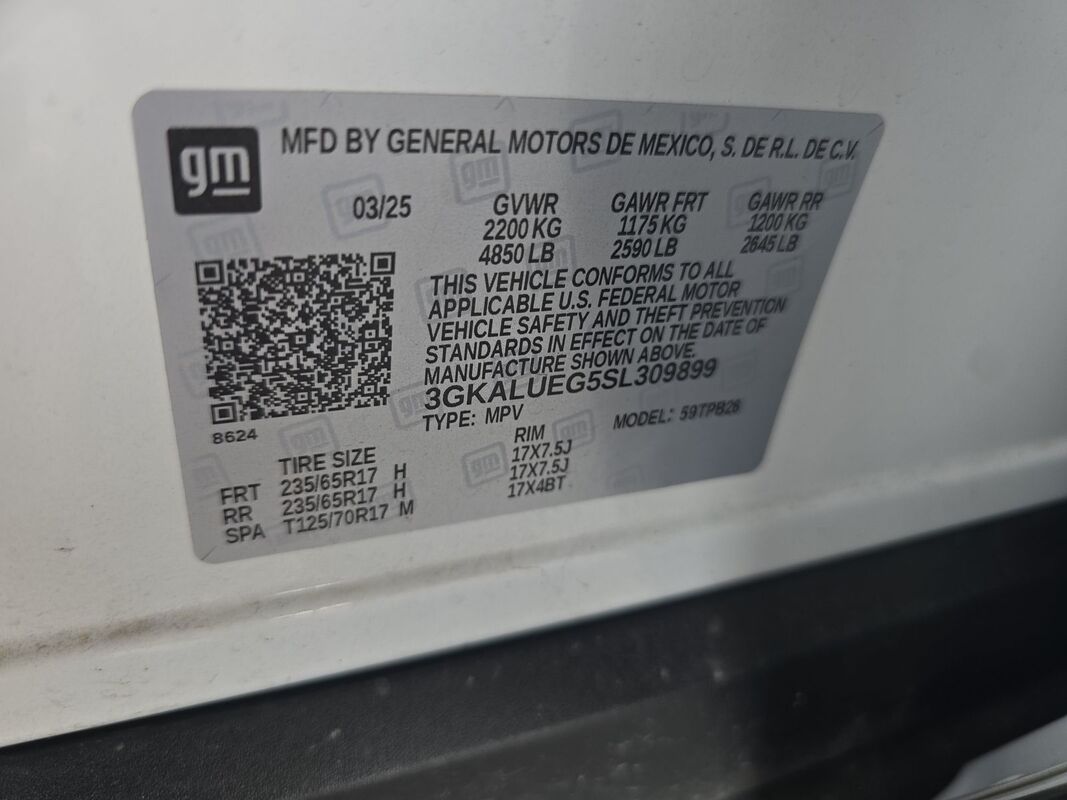 gm
MFD BY GENERAL MOTORS DE MEXICO, S. DE R.L. DE C.V.
03/25
GVWR GAWR FRT GAWR RR
2200 KG 1175 KG 1200 KG
4850 LB 2590 LB 2645 LB
THIS VEHICLE CONFORMS TO ALL
APPLICABLE U.S. FEDERAL MOTOR
VEHICLE SAFETY AND THEFT PREVENTION
STANDARDS IN EFFECT ON THE DATE OF
MANUFACTURE SHOWN ABOVE.
3GKALUEG5SL309899
TYPE: MPV MODEL: 59TPB26
8624
TIRE SIZE RIM
FRT 235/65R17 H 17X7.5J
RR 235/65R17 H 17X7.5J
SPA T125/70R17 M 17X4BT